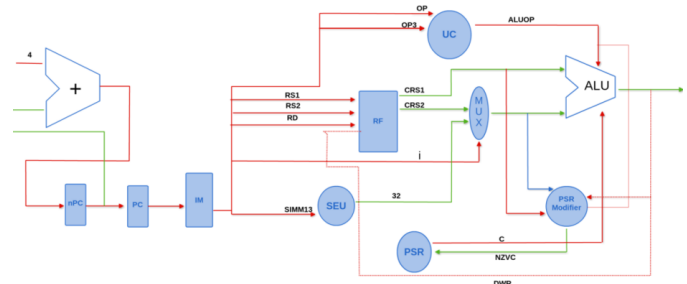 OP
OP3
UC
ALUOP
4
+
ALU
RS1
RS2
RD
RF
CRS1
CRS2
MUX
i
nPC
PC
IM
SIMM13
SEU
32
PSR
Modifier
PSR
C
NZVC
DWR